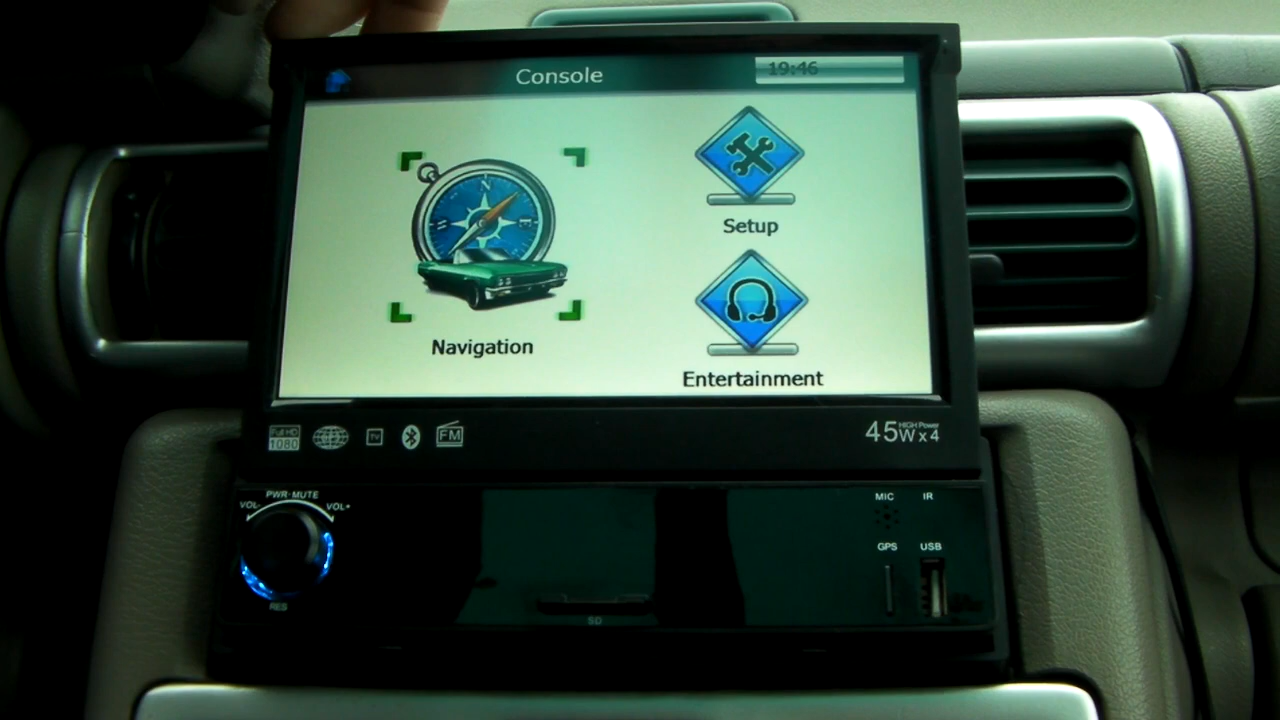 Console
19:46
Setup
Navigation
Entertainment
Full HD
1080
TV
FM
45W x 4
HIGH Power
PWR·MUTE
VOL-
VOL+
RES
SD
MIC
IR
GPS
USB
N
E